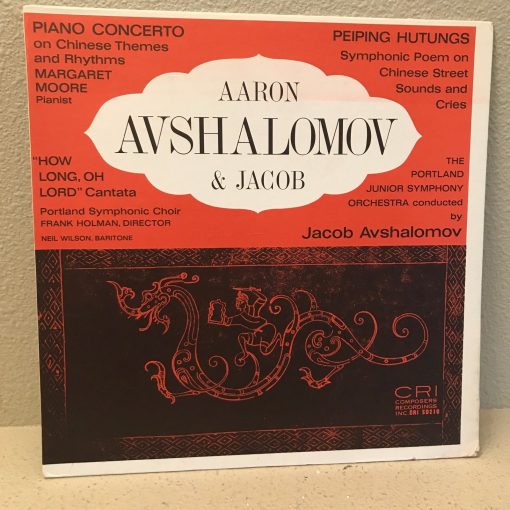 PIANO CONCERTO
on Chinese Themes
and Rhythms
MARGARET
MOORE
Pianist
PEIPING HUTUNGS
Symphonic Poem on
Chinese Street
Sounds and
Cries
AARON
AVSHALOMOV
& JACOB
"HOW
LONG, OH
LORD" Cantata
Portland Symphonic Choir
FRANK HOLMAN, DIRECTOR
NEIL WILSON, BARITONE
THE
PORTLAND
JUNIOR SYMPHONY
ORCHESTRA conducted
by
Jacob Avshalomov
CRI
COMPOSERS
RECORDINGS
INC. CRI SD210